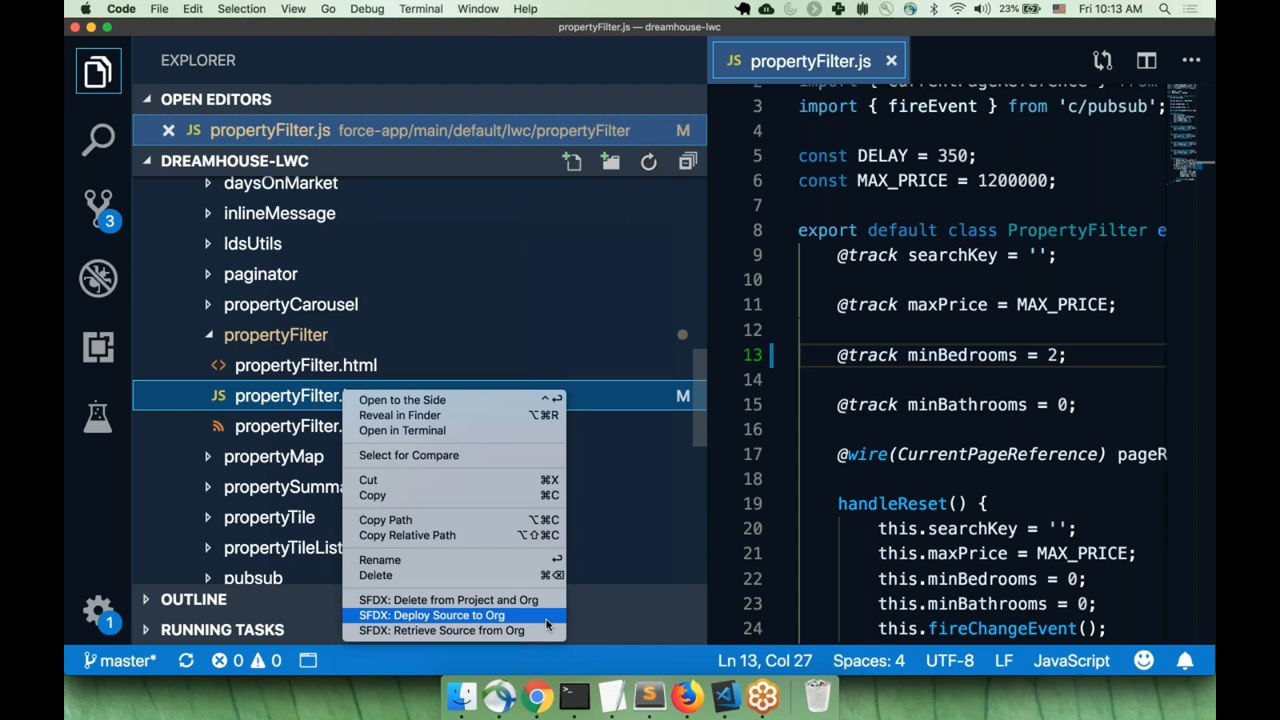 Code File Edit Selection View Go Debug Terminal Window Help 23% Fri 10:13 AM
propertyFilter.js — dreamhouse-lwc
EXPLORER
OPEN EDITORS
JS propertyFilter.js force-app/main/default/lwc/propertyFilter M
DREAMHOUSE-LWC
daysOnMarket
inlineMessage
ldsUtils
paginator
propertyCarousel
propertyFilter
propertyFilter.html
JS propertyFilter. M
propertyFilter.
propertyMap
propertySumma
propertyTile
propertyTileList
pubsub
OUTLINE
RUNNING TASKS
3
1
Open to the Side ^↩
Reveal in Finder ⌥⌘R
Open in Terminal
Select for Compare
Cut ⌘X
Copy ⌘C
Copy Path ⌥⌘C
Copy Relative Path ⌥⇧⌘C
Rename ↩
Delete ⌘⌫
SFDX: Delete from Project and Org
SFDX: Deploy Source to Org
SFDX: Retrieve Source from Org
JS propertyFilter.js
2 import { CurrentPageReference } from
3 import { fireEvent } from 'c/pubsub';
4
5 const DELAY = 350;
6 const MAX_PRICE = 1200000;
7
8 export default class PropertyFilter e
9 @track searchKey = '';
10
11 @track maxPrice = MAX_PRICE;
12
13 @track minBedrooms = 2;
14
15 @track minBathrooms = 0;
16
17 @wire(CurrentPageReference) pageR
18
19 handleReset() {
20 this.searchKey = '';
21 this.maxPrice = MAX_PRICE;
22 this.minBedrooms = 0;
23 this.minBathrooms = 0;
24 this.fireChangeEvent();
master* 0 0 Ln 13, Col 27 Spaces: 4 UTF-8 LF JavaScript